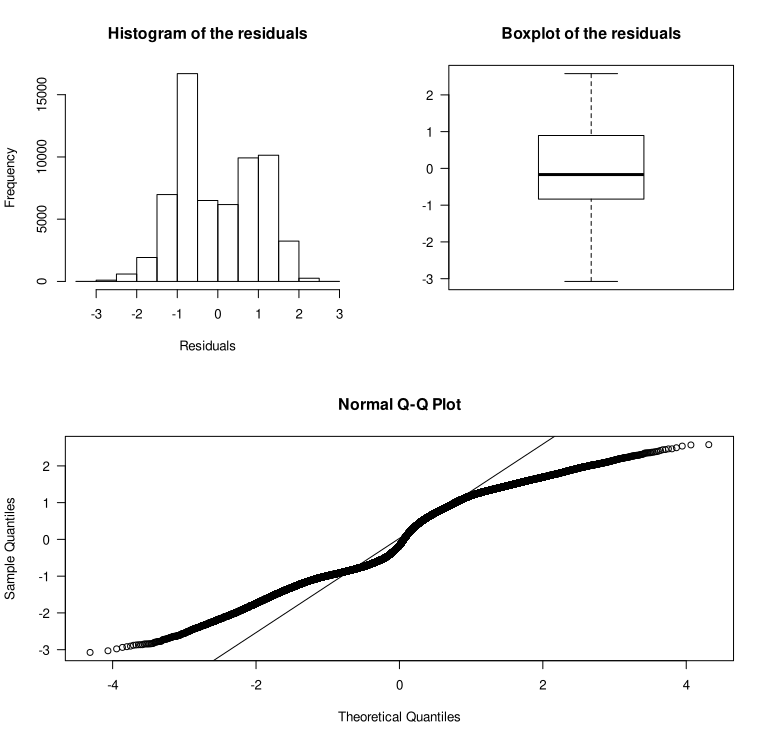 Histogram of the residuals
Frequency
15000
10000
5000
0
-3 -2 -1 0 1 2 3
Residuals
Boxplot of the residuals
2
1
0
-1
-2
-3
Normal Q-Q Plot
Sample Quantiles
2
1
0
-1
-2
-3
-4 -2 0 2 4
Theoretical Quantiles